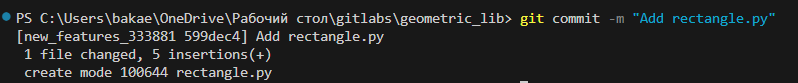 PS C:\Users\bakae\OneDrive\Рабочий стол\gitlabs\geometric_lib> git commit -m "Add rectangle.py"
[new_features_333881 599dec4] Add rectangle.py
 1 file changed, 5 insertions(+)
 create mode 100644 rectangle.py